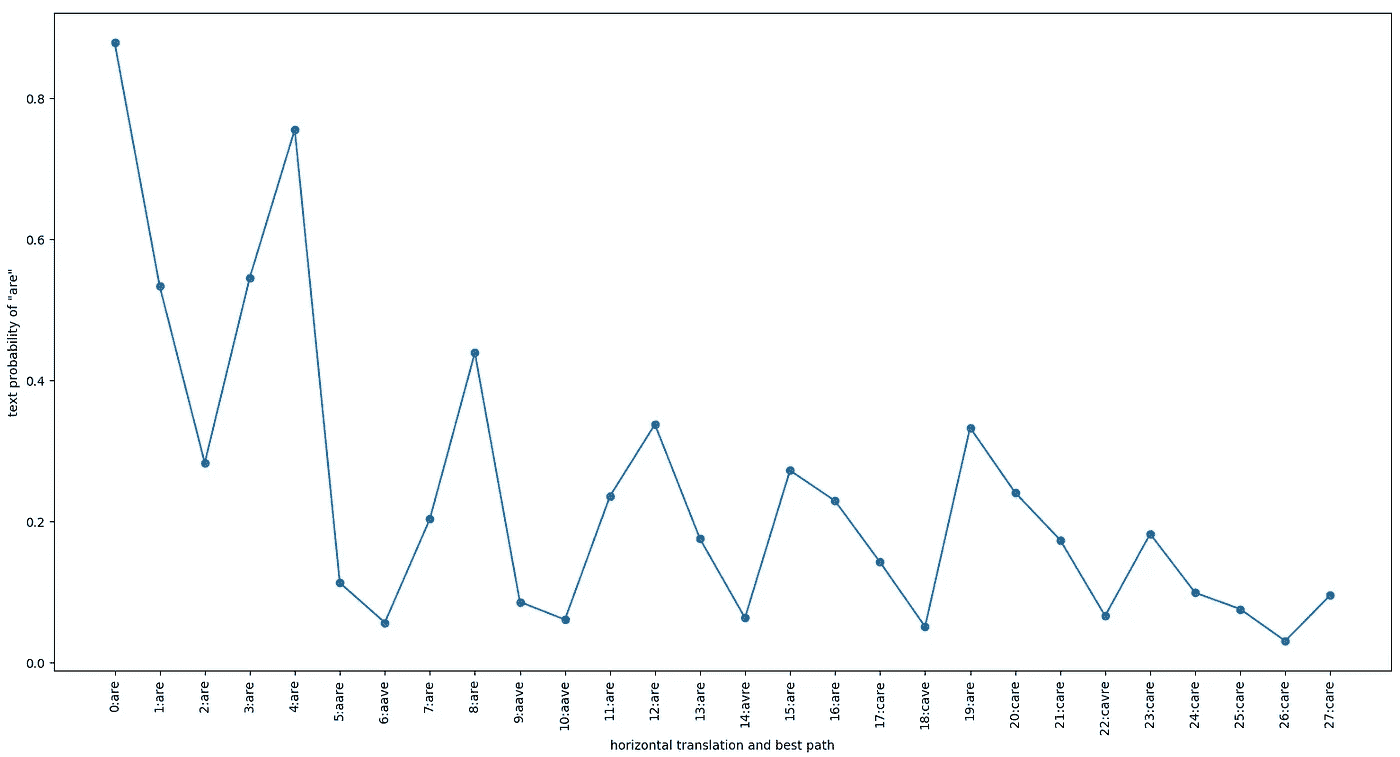 0.8
0.6
0.4
0.2
0.0
text probability of "are"
0:are
1:are
2:are
3:are
4:are
5:aare
6:aave
7:are
8:are
9:aave
10:aave
11:are
12:are
13:are
14:avre
15:are
16:are
17:care
18:cave
19:are
20:care
21:care
22:cavre
23:care
24:care
25:care
26:care
27:care
horizontal translation and best path